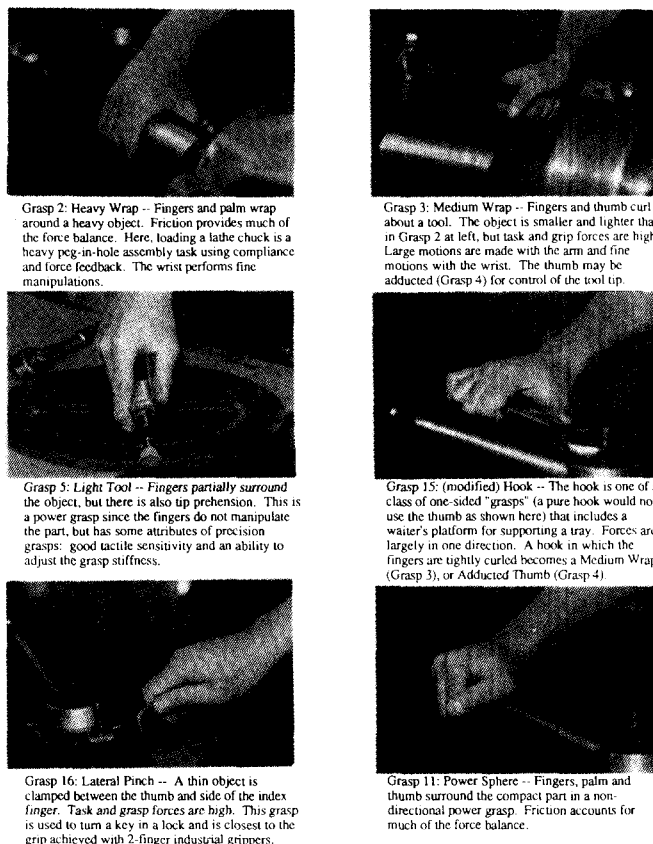 Grasp 2: Heavy Wrap -- Fingers and palm wrap
around a heavy object. Friction provides much of
the force balance. Here, loading a lathe chuck is a
heavy peg-in-hole assembly task using compliance
and force feedback. The wrist performs fine
manipulations.
Grasp 3: Medium Wrap -- Fingers and thumb curl
about a tool. The object is smaller and lighter tha
in Grasp 2 at left, but task and grip forces are high
Large motions are made with the arm and fine
motions with the wrist. The thumb may be
adducted (Grasp 4) for control of the tool tip.
Grasp 5: Light Tool -- Fingers partially surround
the object, but there is also tip prehension. This is
a power grasp since the fingers do not manipulate
the part, but has some attributes of precision
grasps: good tactile sensitivity and an ability to
adjust the grasp stiffness.
Grasp 15: (modified) Hook -- The hook is one of
class of one-sided "grasps" (a pure hook would no
use the thumb as shown here) that includes a
waiter's platform for supporting a tray. Forces are
largely in one direction. A hook in which the
fingers are tightly curled becomes a Medium Wrap
(Grasp 3), or Adducted Thumb (Grasp 4).
Grasp 16: Lateral Pinch -- A thin object is
clamped between the thumb and side of the index
finger. Task and grasp forces are high. This grasp
is used to turn a key in a lock and is closest to the
grip achieved with 2-finger industrial grippers.
Grasp 11: Power Sphere -- Fingers, palm and
thumb surround the compact part in a non-
directional power grasp. Friction accounts for
much of the force balance.